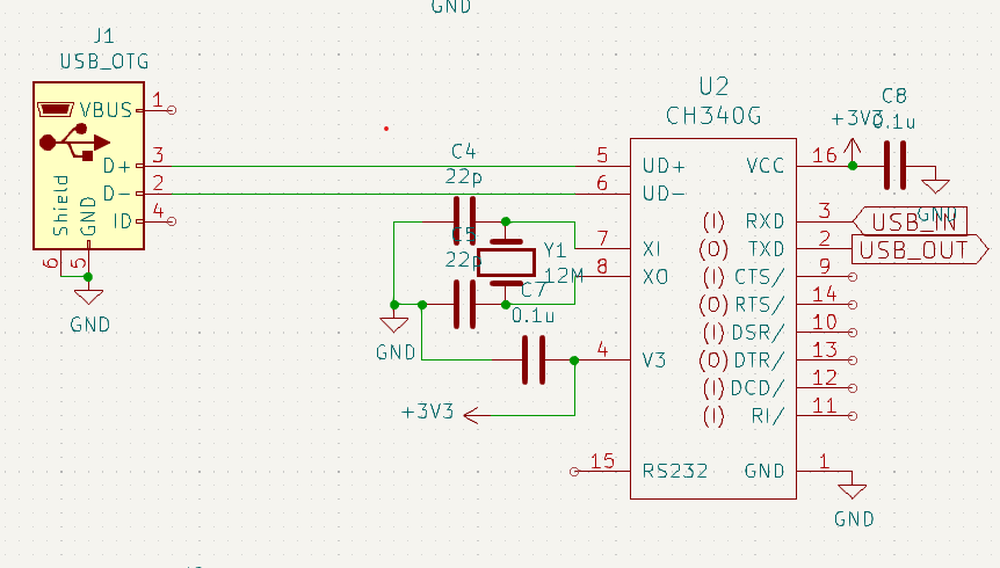 GND
J1
USB_OTG
VBUS 1
D+ 3
D- 2
ID 4
Shield
GND
6
5
GND
C4
22p
C5
22p
Y1
12M
C7
0.1u
GND
+3V3
U2
CH340G
5 UD+
6 UD-
7 XI
8 XO
4 V3
15 RS232
VCC 16
(I) RXD 3
(O) TXD 2
(I) CTS/ 9
(O) RTS/ 14
(I) DSR/ 10
(O) DTR/ 13
(I) DCD/ 12
(I) RI/ 11
GND 1
GND
+3V3
C8
0.1u
GND
USB_IN
USB_OUT